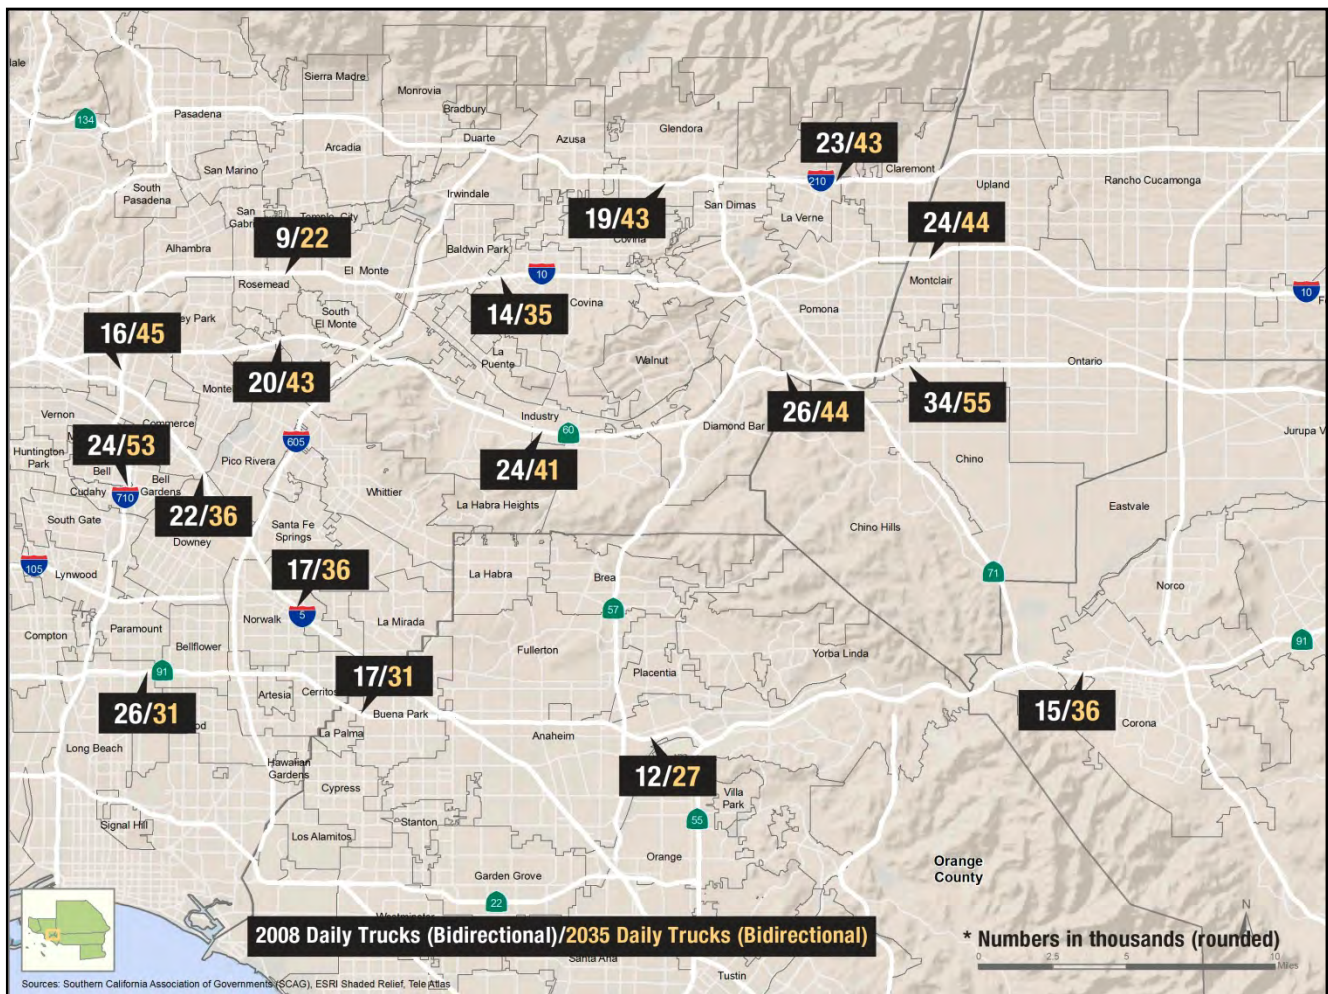 Sierra Madre
Monrovia
Bradbury
134
Pasadena
Duarte
Azusa
Glendora
23/43
Arcadia
Claremont
San Marino
210
Rancho Cucamonga
Upland
South
Pasadena
Irwindale
19/43
San Dimas
La Verne
San
Temple City
9/22
24/44
Alhambra
Baldwin Park
Covina
El Monte
10
Rosemead
Montclair
10
14/35
Covina
Pomona
South
El Monte
16/45
La
Puente
Walnut
Ontario
20/43
26/44
34/55
Vernon
Commerce
Industry
60
Diamond Bar
Jurupa V
24/53
605
Huntington
Park
Pico Rivera
24/41
Chino
Bell
Cudahy
710
Bell
Gardens
Whittier
La Habra Heights
22/36
Eastvale
South Gate
Santa Fe
Springs
Chino Hills
Downey
105
Lynwood
17/36
La Habra
Brea
71
Norco
5
57
Norwalk
La Mirada
Paramount
Compton
Bellflower
Fullerton
Yorba Linda
91
91
Placentia
17/31
Artesia
Cerritos
26/31
Buena Park
15/36
La Palma
Anaheim
Corona
Long Beach
Hawaiian
Gardens
12/27
Cypress
Villa
Park
Stanton
55
Signal Hill
Los Alamitos
Orange
Orange
County
Garden Grove
22
N
2008 Daily Trucks (Bidirectional)/2035 Daily Trucks (Bidirectional)
* Numbers in thousands (rounded)
0 2.5 5 10
Miles
Santa Ana
Tustin
Sources: Southern California Association of Governments (SCAG), ESRI Shaded Relief, Tele Atlas